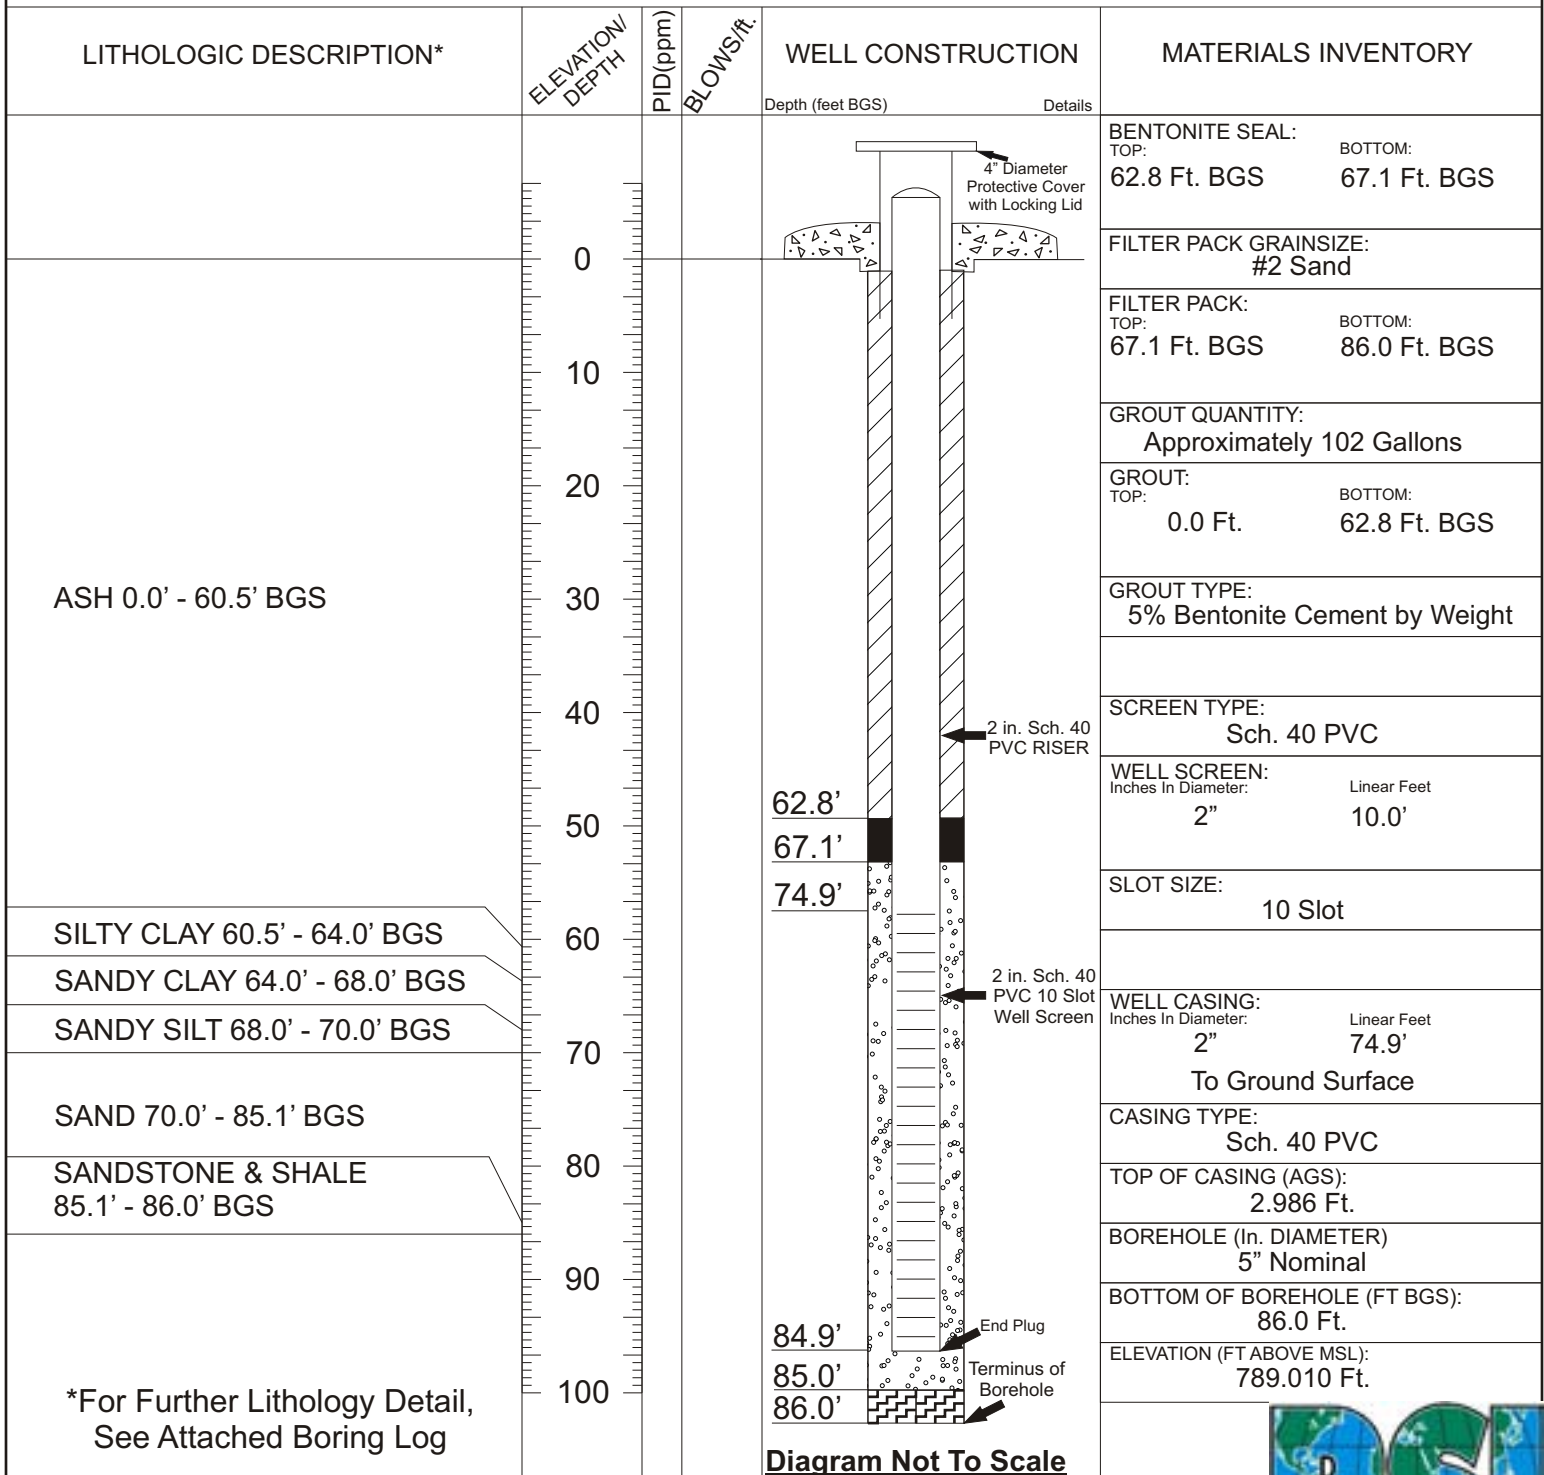 LITHOLOGIC DESCRIPTION*
ELEVATION/
DEPTH
PID(ppm)
BLOWS/ft.
WELL CONSTRUCTION
Depth (feet BGS)
Details
MATERIALS INVENTORY
ASH 0.0’ - 60.5’ BGS
SILTY CLAY 60.5’ - 64.0’ BGS
SANDY CLAY 64.0’ - 68.0’ BGS
SANDY SILT 68.0’ - 70.0’ BGS
SAND 70.0’ - 85.1’ BGS
SANDSTONE & SHALE
85.1’ - 86.0’ BGS
*For Further Lithology Detail,
See Attached Boring Log
0
10
20
30
40
50
60
70
80
90
100
4” Diameter
Protective Cover
with Locking Lid
2 in. Sch. 40
PVC RISER
62.8’
67.1’
74.9’
2 in. Sch. 40
PVC 10 Slot
Well Screen
84.9’
End Plug
85.0’
Terminus of
Borehole
86.0’
Diagram Not To Scale
BENTONITE SEAL:
TOP: BOTTOM:
62.8 Ft. BGS 67.1 Ft. BGS
FILTER PACK GRAINSIZE:
#2 Sand
FILTER PACK:
TOP: BOTTOM:
67.1 Ft. BGS 86.0 Ft. BGS
GROUT QUANTITY:
Approximately 102 Gallons
GROUT:
TOP: BOTTOM:
0.0 Ft. 62.8 Ft. BGS
GROUT TYPE:
5% Bentonite Cement by Weight
SCREEN TYPE:
Sch. 40 PVC
WELL SCREEN:
Inches In Diameter: Linear Feet
2” 10.0’
SLOT SIZE:
10 Slot
WELL CASING:
Inches In Diameter: Linear Feet
2” 74.9’
To Ground Surface
CASING TYPE:
Sch. 40 PVC
TOP OF CASING (AGS):
2.986 Ft.
BOREHOLE (In. DIAMETER)
5” Nominal
BOTTOM OF BOREHOLE (FT BGS):
86.0 Ft.
ELEVATION (FT ABOVE MSL):
789.010 Ft.